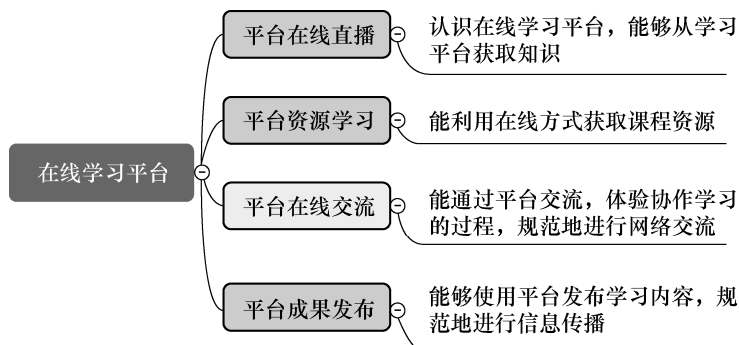 在线学习平台
平台在线直播
认识在线学习平台，能够从学习
平台获取知识
平台资源学习
能利用在线方式获取课程资源
平台在线交流
能通过平台交流，体验协作学习
的过程，规范地进行网络交流
平台成果发布
能够使用平台发布学习内容，规
范地进行信息传播